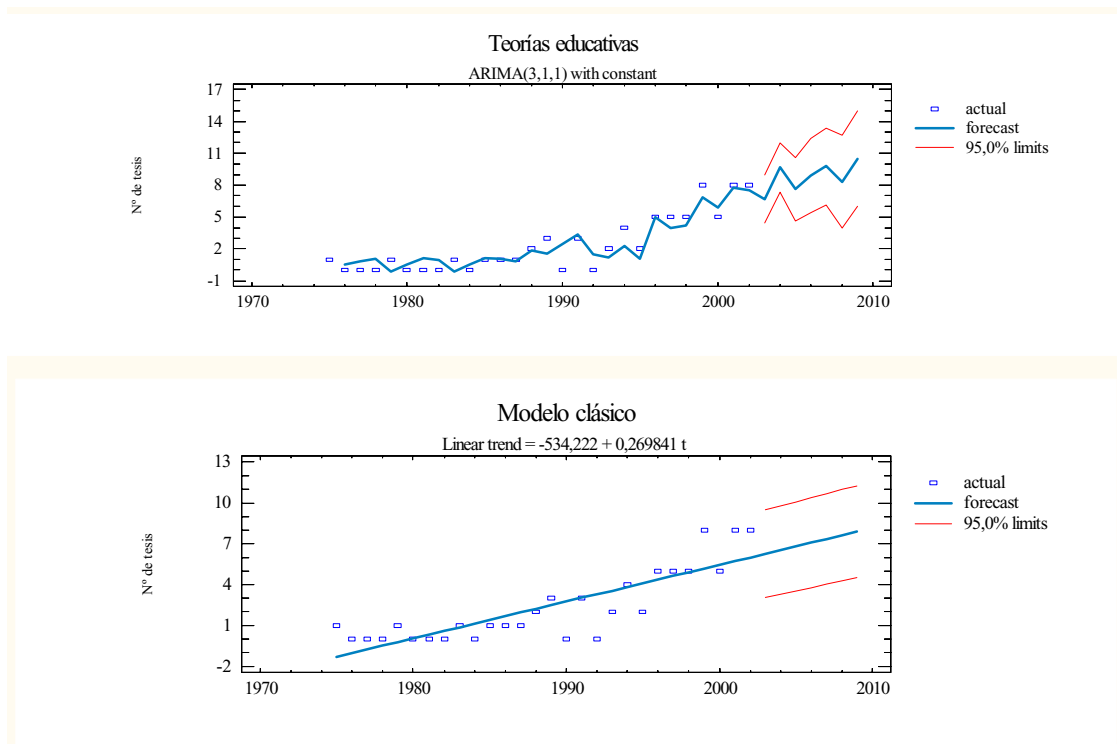 Teorías educativas
ARIMA(3,1,1) with constant
17
14
11
8
5
2
-1
Nº de tesis
1970 1980 1990 2000 2010
actual
forecast
95,0% limits
Modelo clásico
Linear trend = -534,222 + 0,269841 t
13
10
7
4
1
-2
Nº de tesis
1970 1980 1990 2000 2010
actual
forecast
95,0% limits